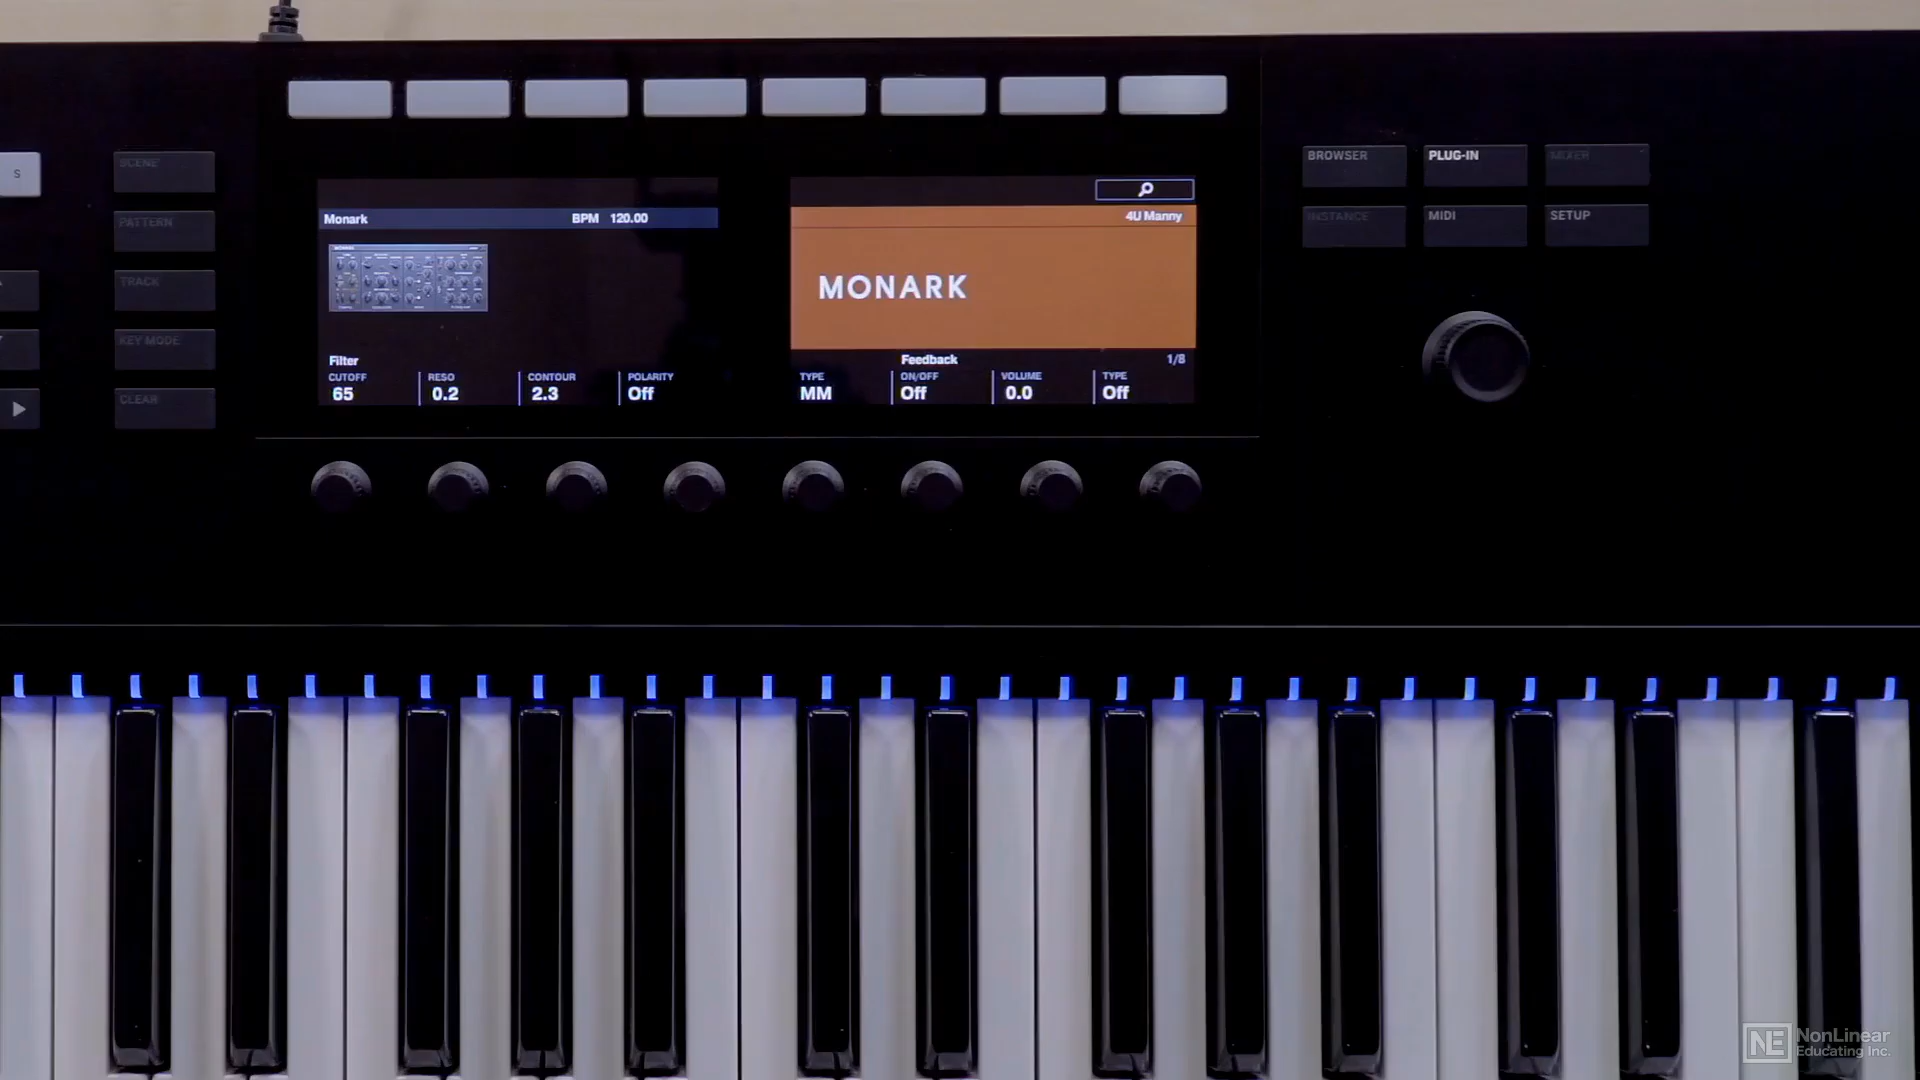 S
SCENE
PATTERN
TRACK
KEY MODE
CLEAR
Monark BPM 120.00
Filter
CUTOFF RESO CONTOUR POLARITY
65 0.2 2.3 Off
4U Manny
MONARK
Feedback 1/8
TYPE ON/OFF VOLUME TYPE
MM Off 0.0 Off
BROWSER PLUG-IN MIXER
INSTANCE MIDI SETUP
NE NonLinear
Educating Inc.